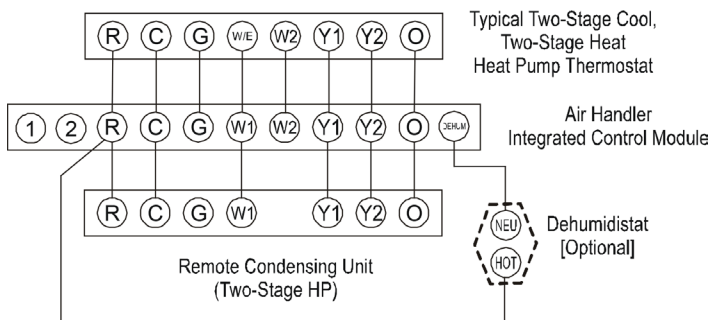 R C G W/E W2 Y1 Y2 O
Typical Two-Stage Cool,
Two-Stage Heat
Heat Pump Thermostat
1 2 R C G W1 W2 Y1 Y2 O DEHUM
Air Handler
Integrated Control Module
R C G W1 Y1 Y2 O
Remote Condensing Unit
(Two-Stage HP)
NEU
HOT
Dehumidistat
[Optional]